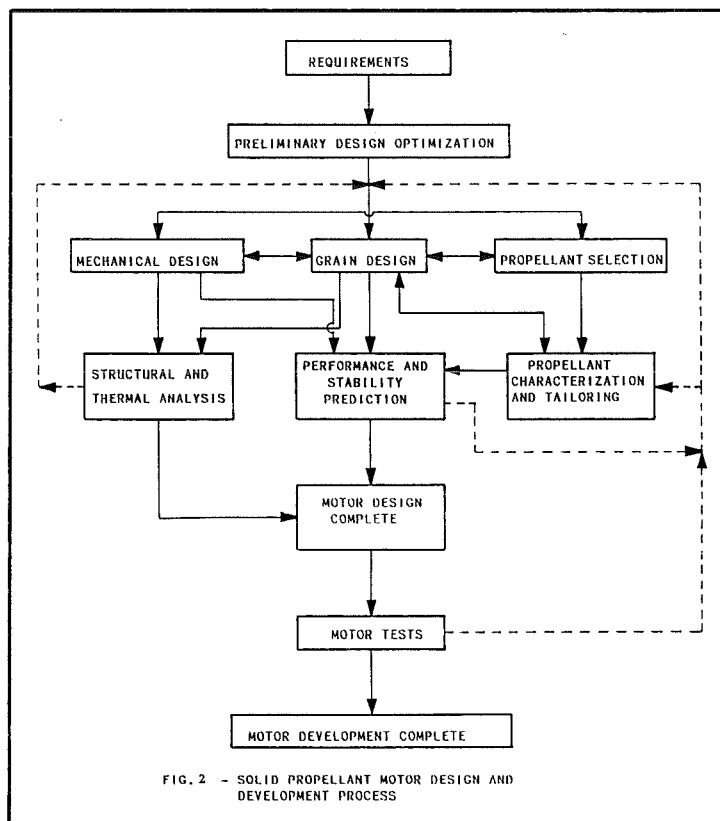 REQUIREMENTS
PRELIMINARY DESIGN OPTIMIZATION
MECHANICAL DESIGN
GRAIN DESIGN
PROPELLANT SELECTION
STRUCTURAL AND
THERMAL ANALYSIS
PERFORMANCE AND
STABILITY
PREDICTION
PROPELLANT
CHARACTERIZATION
AND TAILORING
MOTOR DESIGN
COMPLETE
MOTOR TESTS
MOTOR DEVELOPMENT COMPLETE
FIG. 2 - SOLID PROPELLANT MOTOR DESIGN AND
DEVELOPMENT PROCESS